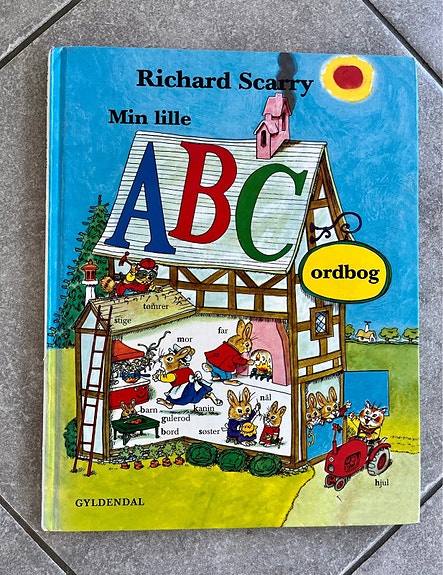 Richard Scarry
Min lille
ABC
ordbog
tømrer
stige
far
mor
nål
barn
kanin
gulerod
bord
søster
hjul
GYLDENDAL